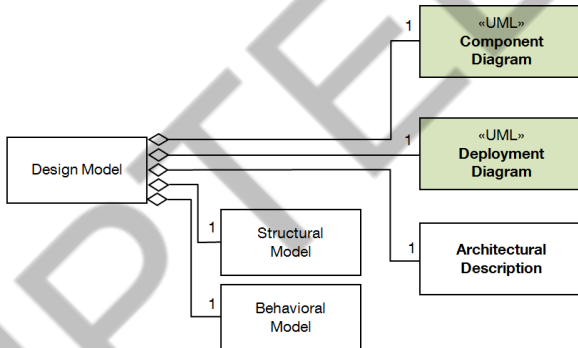 1
«UML»
Component
Diagram
1
«UML»
Deployment
Diagram
Design Model
1
Structural
Model
1
Architectural
Description
1
Behavioral
Model